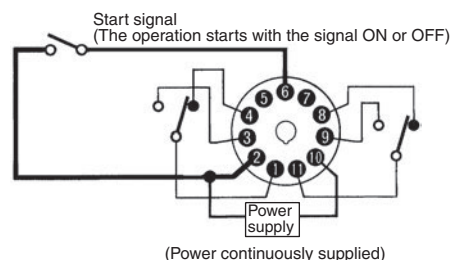 Start signal
(The operation starts with the signal ON or OFF)
6
5 7
4 8
3 9
2 10
1 11
Power
supply
(Power continuously supplied)